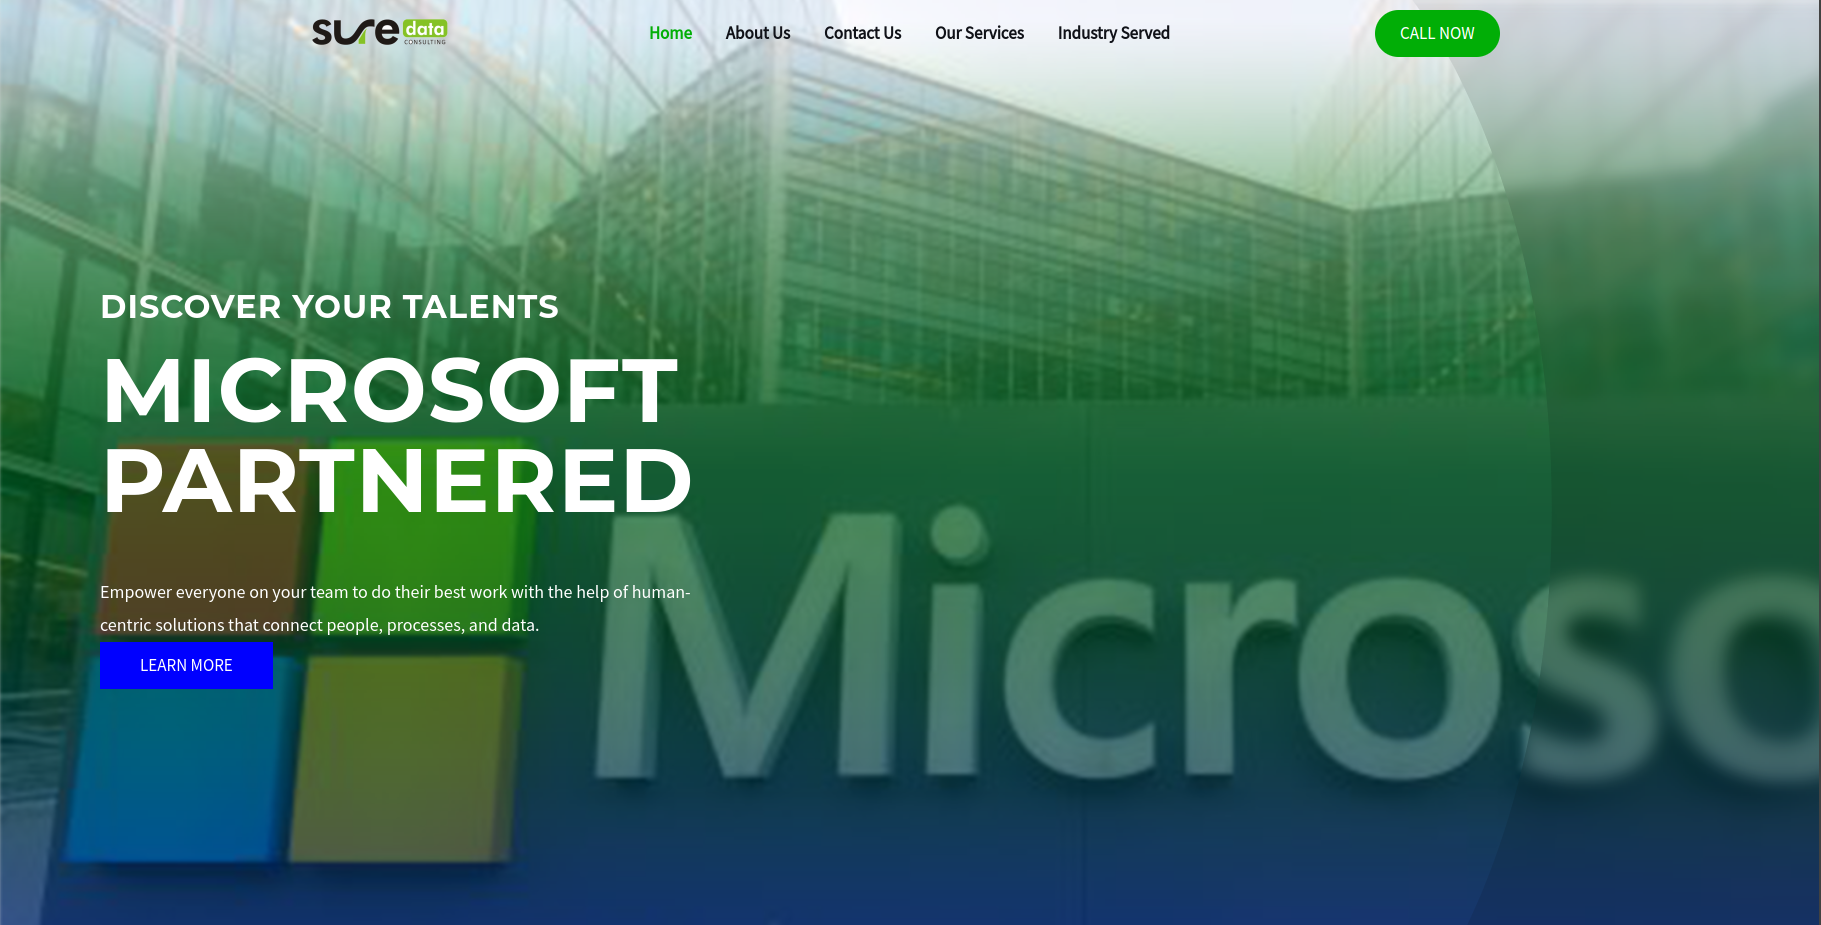 sure data
CONSULTING
Home About Us Contact Us Our Services Industry Served
CALL NOW
DISCOVER YOUR TALENTS
MICROSOFT
PARTNERED
Empower everyone on your team to do their best work with the help of human-
centric solutions that connect people, processes, and data.
LEARN MORE
Microso